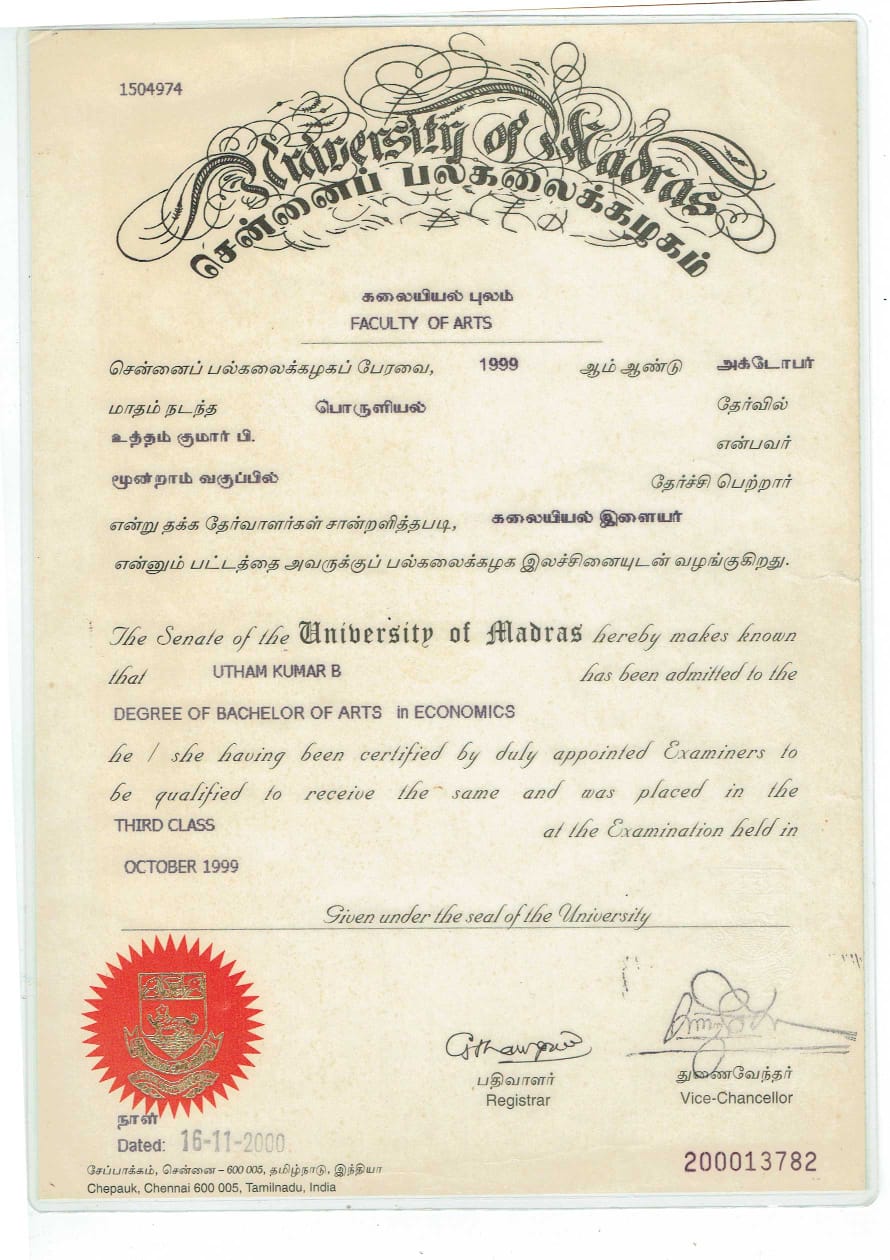 1504974
University of Madras
சென்னைப் பல்கலைக்கழகம்
கலையியல் புலம்
FACULTY OF ARTS
சென்னைப் பல்கலைக்கழகப் பேரவை, 1999 ஆம் ஆண்டு அக்டோபர்
மாதம் நடந்த பொருளியல் தேர்வில்
உத்தம் குமார் பி. என்பவர்
மூன்றாம் வகுப்பில் தேர்ச்சி பெற்றார்
என்று தக்க தேர்வாளர்கள் சான்றளித்தபடி, கலையியல் இளையர்
என்னும் பட்டத்தை அவருக்குப் பல்கலைக்கழக இலச்சினையுடன் வழங்குகிறது.
The Senate of the University of Madras hereby makes known
that UTHAM KUMAR B has been admitted to the
DEGREE OF BACHELOR OF ARTS in ECONOMICS
he / she having been certified by duly appointed Examiners to
be qualified to receive the same and was placed in the
THIRD CLASS at the Examination held in
OCTOBER 1999
Given under the seal of the University
பதிவாளர்
Registrar
துணைவேந்தர்
Vice-Chancellor
நாள்
Dated: 16-11-2000
சேப்பாக்கம், சென்னை – 600 005, தமிழ்நாடு, இந்தியா
Chepauk, Chennai 600 005, Tamilnadu, India
200013782